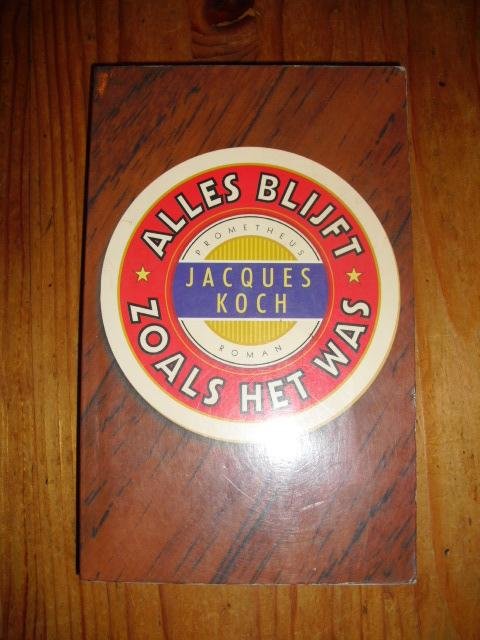 ALLES BLIJFT
PROMETHEUS
JACQUES
KOCH
ROMAN
ZOALS HET WAS